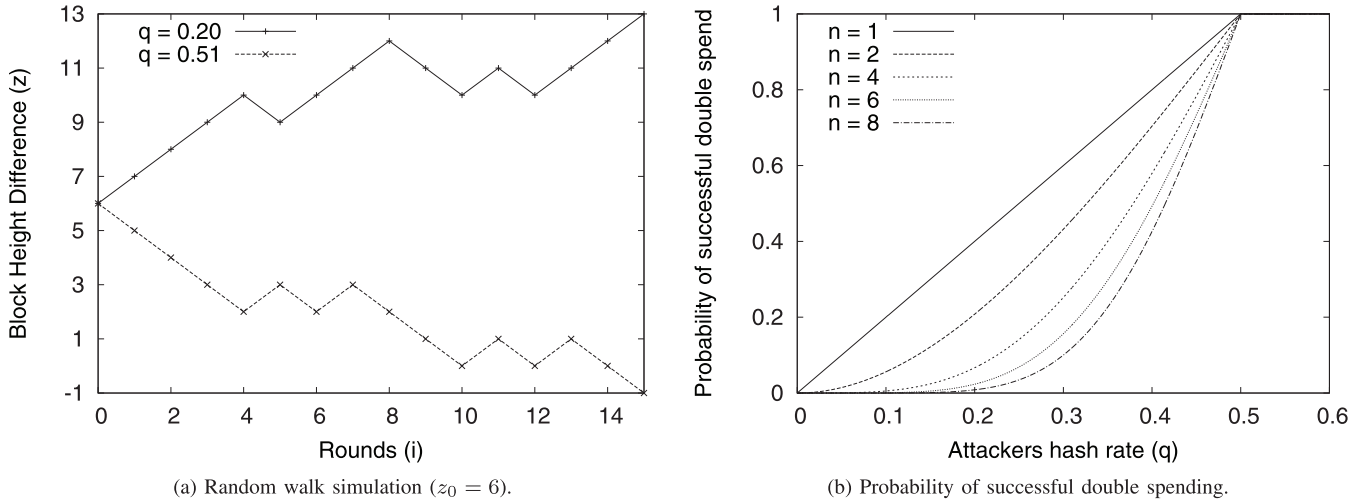 Block Height Difference (z)
13
11
9
7
5
3
1
-1
q = 0.20
q = 0.51
0 2 4 6 8 10 12 14
Rounds (i)
(a) Random walk simulation (z0 = 6).
Probability of successful double spend
1
0.8
0.6
0.4
0.2
0
n = 1
n = 2
n = 4
n = 6
n = 8
0 0.1 0.2 0.3 0.4 0.5 0.6
Attackers hash rate (q)
(b) Probability of successful double spending.